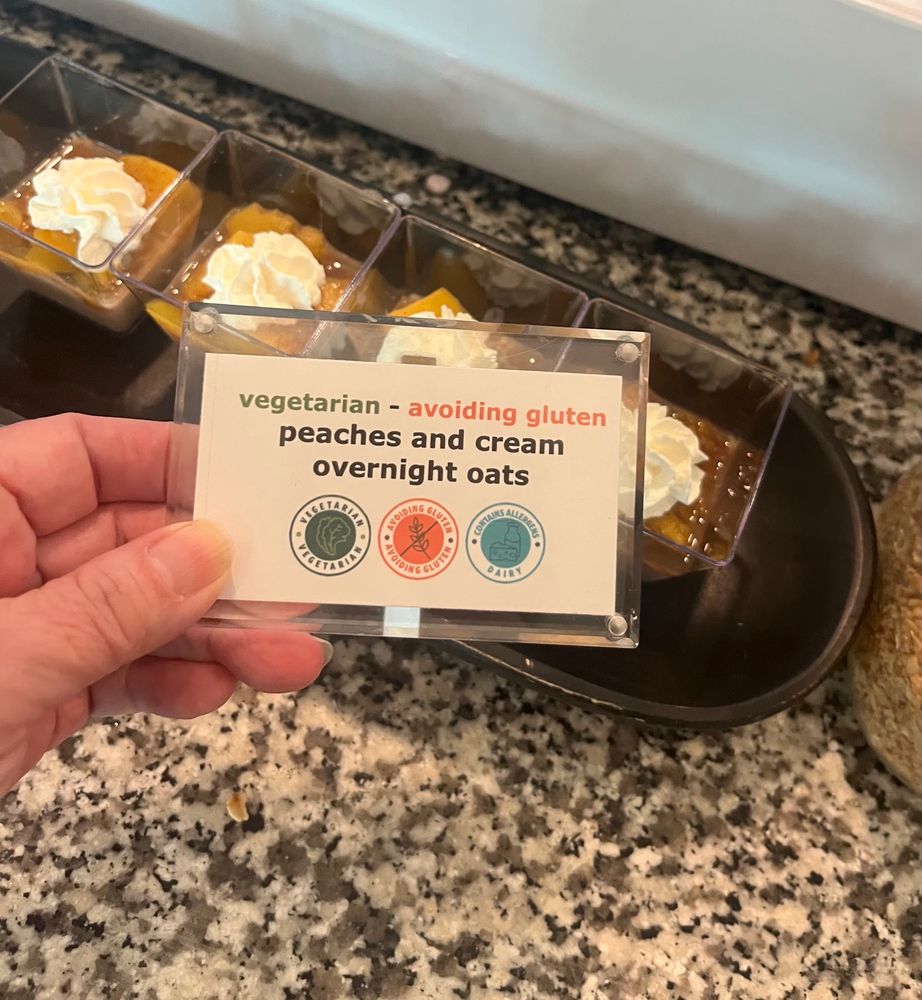 vegetarian - avoiding gluten
peaches and cream
overnight oats
VEGETARIAN
VEGETARIAN
AVOIDING GLUTEN
AVOIDING GLUTEN
CONTAINS ALLERGENS
DAIRY